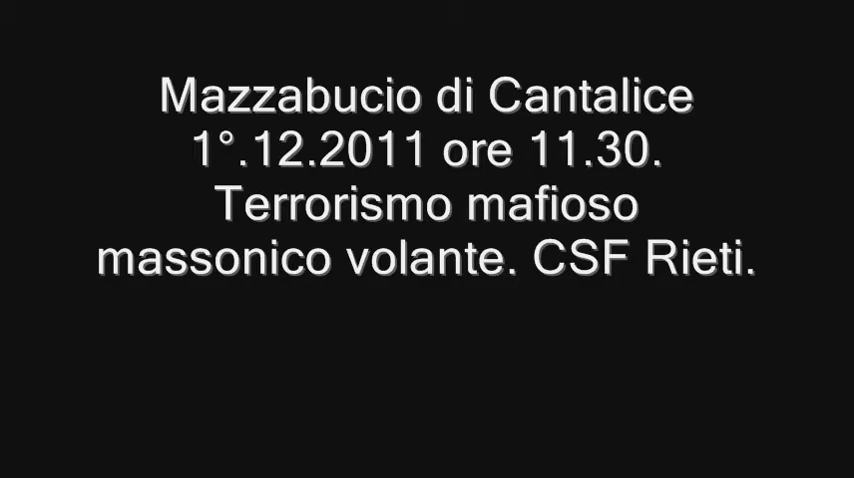 Mazzabucio di Cantalice
1°.12.2011 ore 11.30.
Terrorismo mafioso
massonico volante. CSF Rieti.